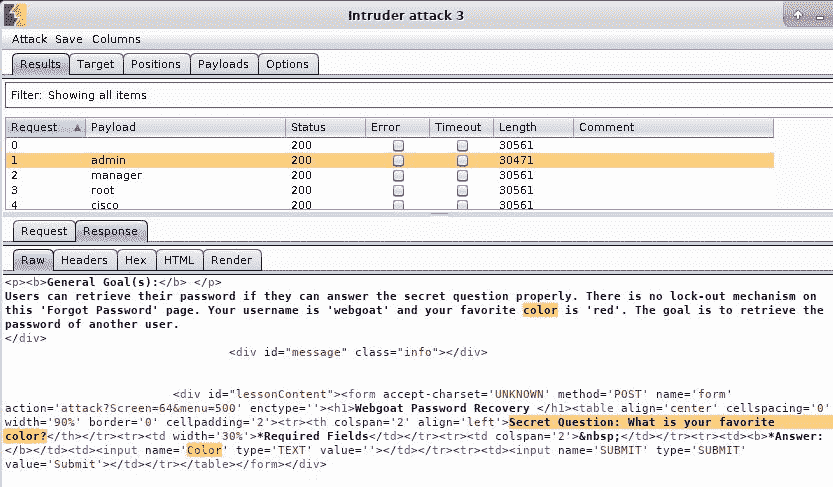 Intruder attack 3
Attack Save Columns
Results Target Positions Payloads Options
Filter: Showing all items
Request Payload Status Error Timeout Length Comment
0 200 30561
1 admin 200 30471
2 manager 200 30561
3 root 200 30561
4 cisco 200 30561
Request Response
Raw Headers Hex HTML Render
<p><b>General Goal(s):</b> </p>
Users can retrieve their password if they can answer the secret question properly. There is no lock-out mechanism on
this 'Forgot Password' page. Your username is 'webgoat' and your favorite color is 'red'. The goal is to retrieve the
password of another user.
</div>
<div id="message" class="info"></div>
<div id="lessonContent"><form accept-charset='UNKNOWN' method='POST' name='form'
action='attack?Screen=64&menu=500' enctype=''><h1>Webgoat Password Recovery </h1><table align='center' cellspacing='0'
width='90%' border='0' cellpadding='2'><tr><th colspan='2' align='left'>Secret Question: What is your favorite
color?</th></tr><tr><td width='30%'>*Required Fields</td></tr><tr><td colspan='2'>&nbsp;</td></tr><tr><td><b>*Answer:
</b></td><td><input name='Color' type='TEXT' value=''></td></tr><tr><td><input name='SUBMIT' type='SUBMIT'
value='Submit'></td></tr></table></form></div>